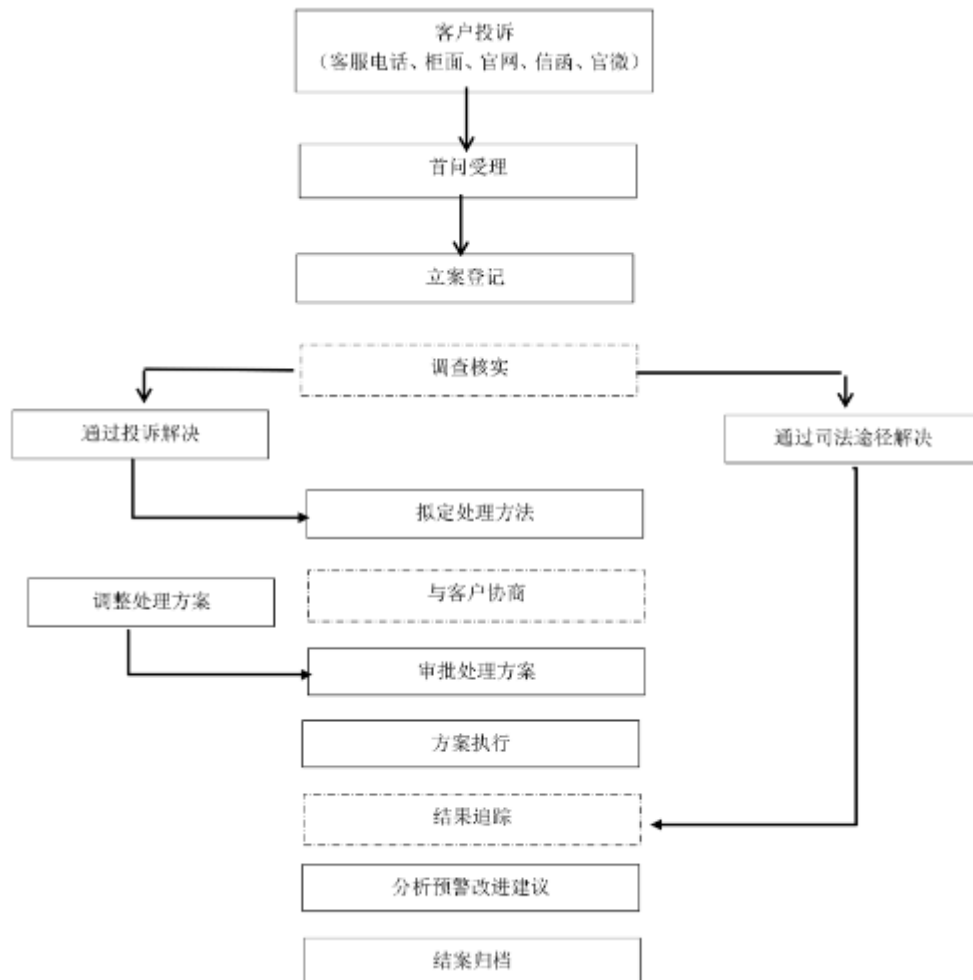 客户投诉
（客服电话、柜面、官网、信函、官微）
首问受理
立案登记
调查核实
通过投诉解决
通过司法途径解决
拟定处理方法
与客户协商
调整处理方案
审批处理方案
方案执行
结果追踪
分析预警改进建议
结案归档